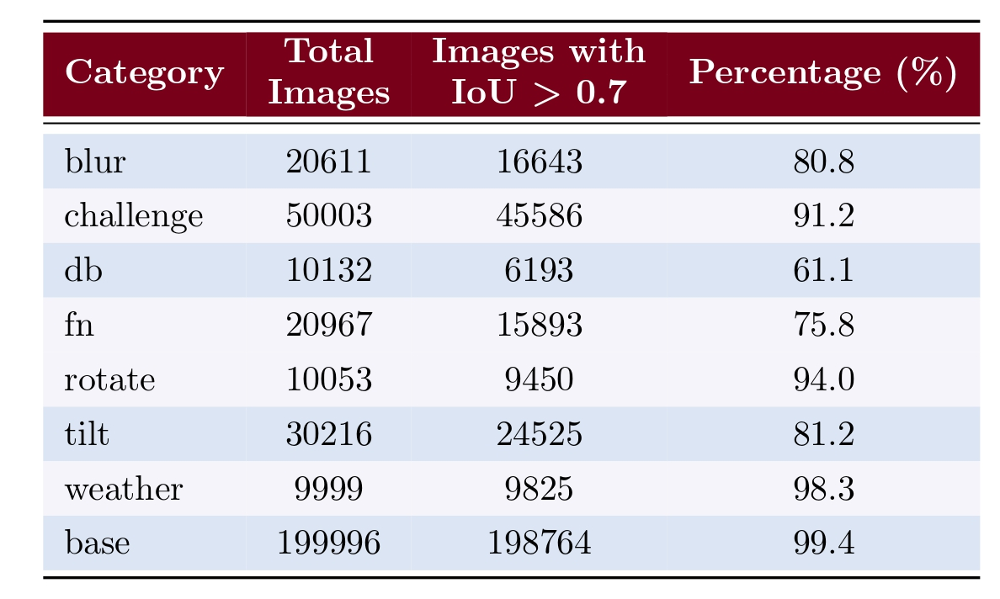 Category Total Images Images with IoU > 0.7 Percentage (%)
blur 20611 16643 80.8
challenge 50003 45586 91.2
db 10132 6193 61.1
fn 20967 15893 75.8
rotate 10053 9450 94.0
tilt 30216 24525 81.2
weather 9999 9825 98.3
base 199996 198764 99.4